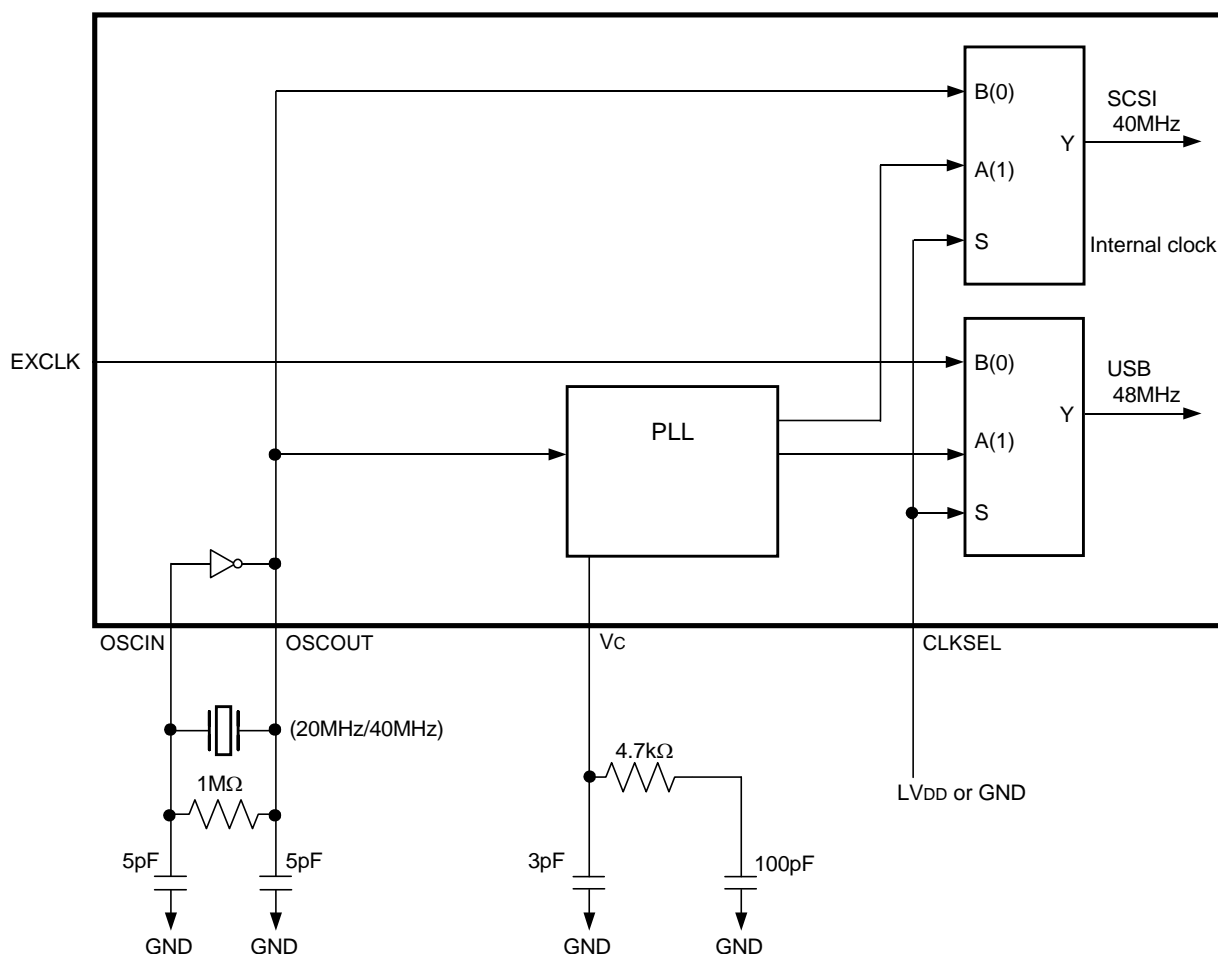 B(0)
SCSI
40MHz
Y
A(1)
S
Internal clock
EXCLK
B(0)
USB
48MHz
Y
PLL
A(1)
S
OSCIN
OSCOUT
VC
CLKSEL
(20MHz/40MHz)
4.7kΩ
1MΩ
LVDD or GND
5pF
5pF
3pF
100pF
GND
GND
GND
GND